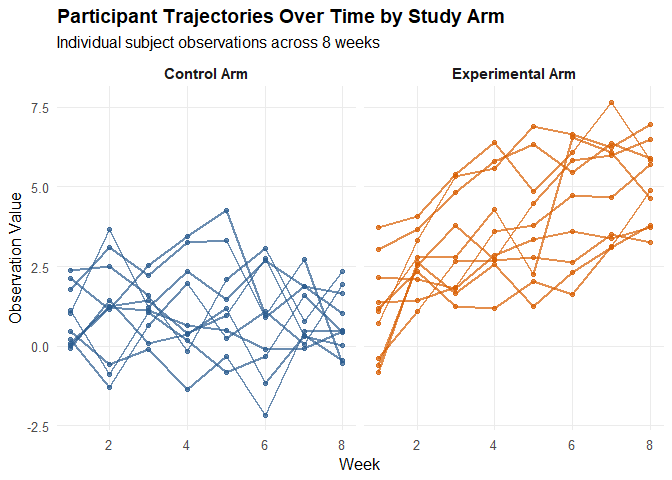 Participant Trajectories Over Time by Study Arm
Individual subject observations across 8 weeks
Control Arm
Experimental Arm
Observation Value
7.5
5.0
2.5
0.0
-2.5
2 4 6 8
2 4 6 8
Week